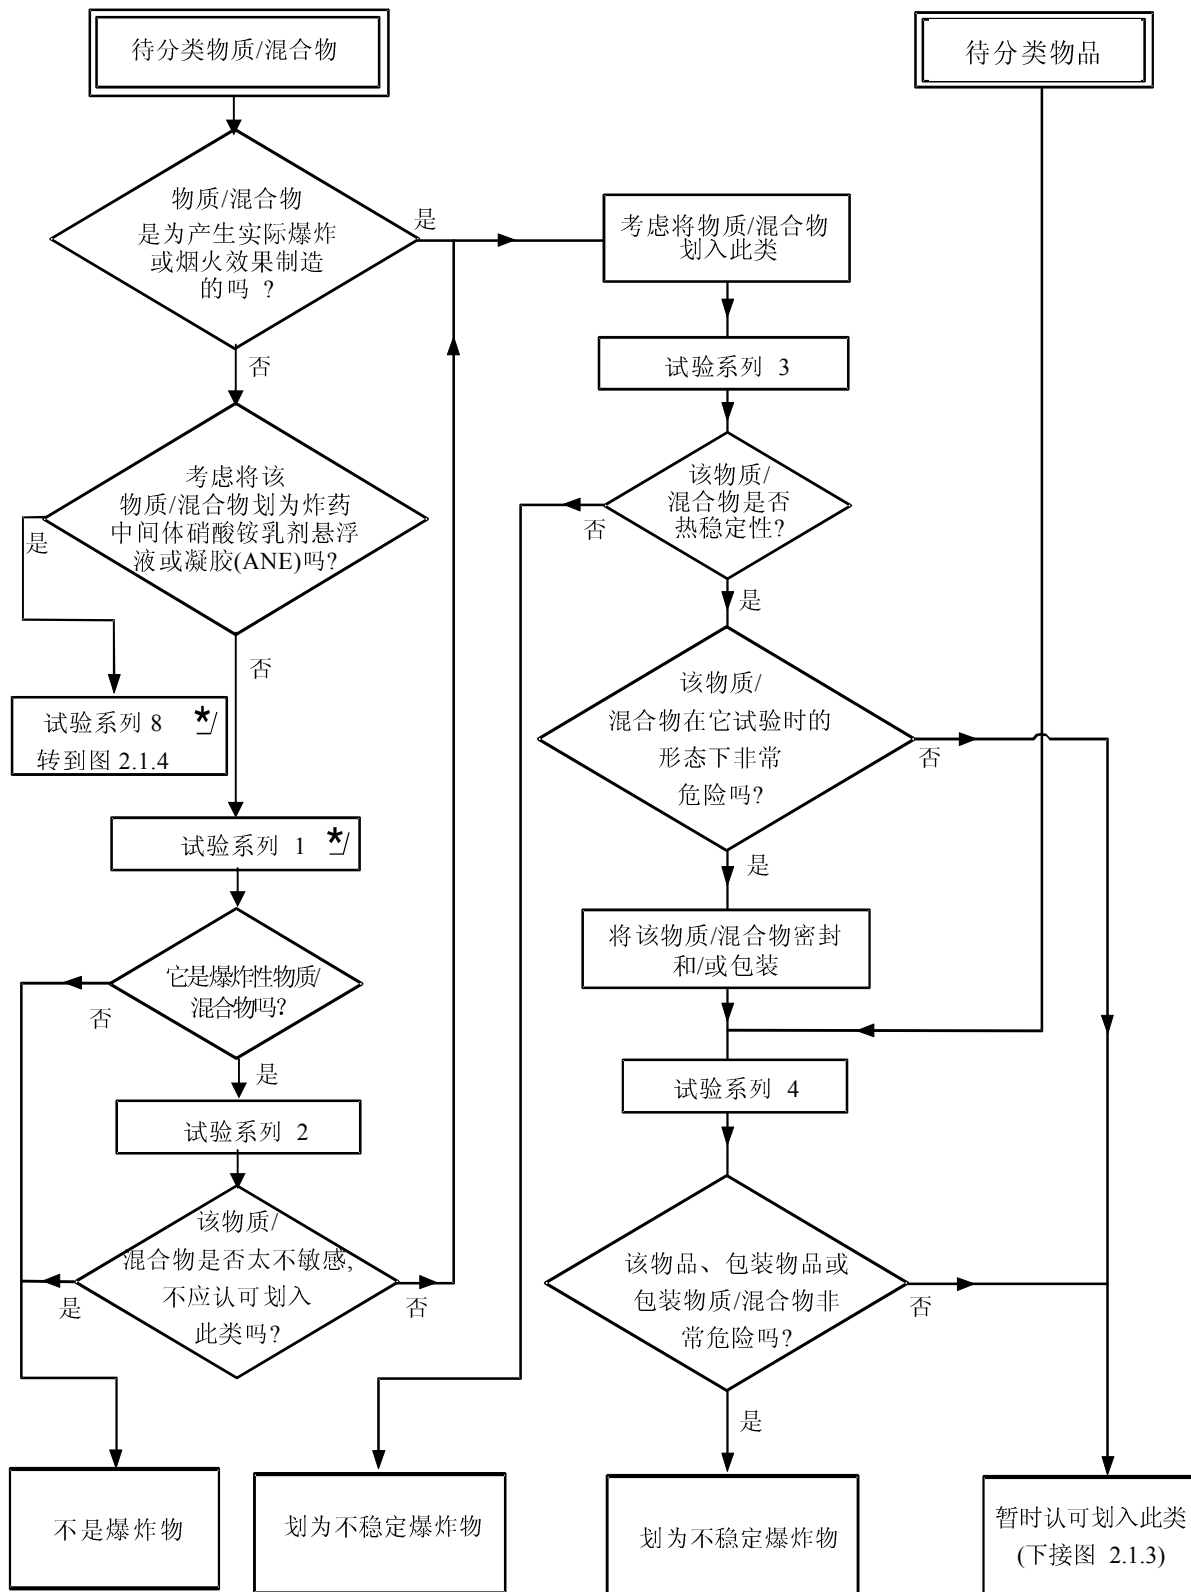 待分类物质/混合物
待分类物品
物质/混合物
是为产生实际爆炸
或烟火效果制造
的吗 ?
是
考虑将物质/混合物
划入此类
否
试验系列 3
考虑将该
物质/混合物划为炸药
中间体硝酸铵乳剂悬浮
液或凝胶(ANE)吗?
是
该物质/
混合物是否
热稳定性?
否
是
否
试验系列 8 */
转到图 2.1.4
该物质/
混合物在它试验时的
形态下非常
危险吗?
否
试验系列 1 */
是
将该物质/混合物密封
和/或包装
它是爆炸性物质/
混合物吗?
否
是
试验系列 4
试验系列 2
该物质/
混合物是否太不敏感,
不应认可划入
此类吗?
是
否
该物品、包装物品或
包装物质/混合物非
常危险吗?
否
是
不是爆炸物
划为不稳定爆炸物
划为不稳定爆炸物
暂时认可划入此类
(下接图 2.1.3)